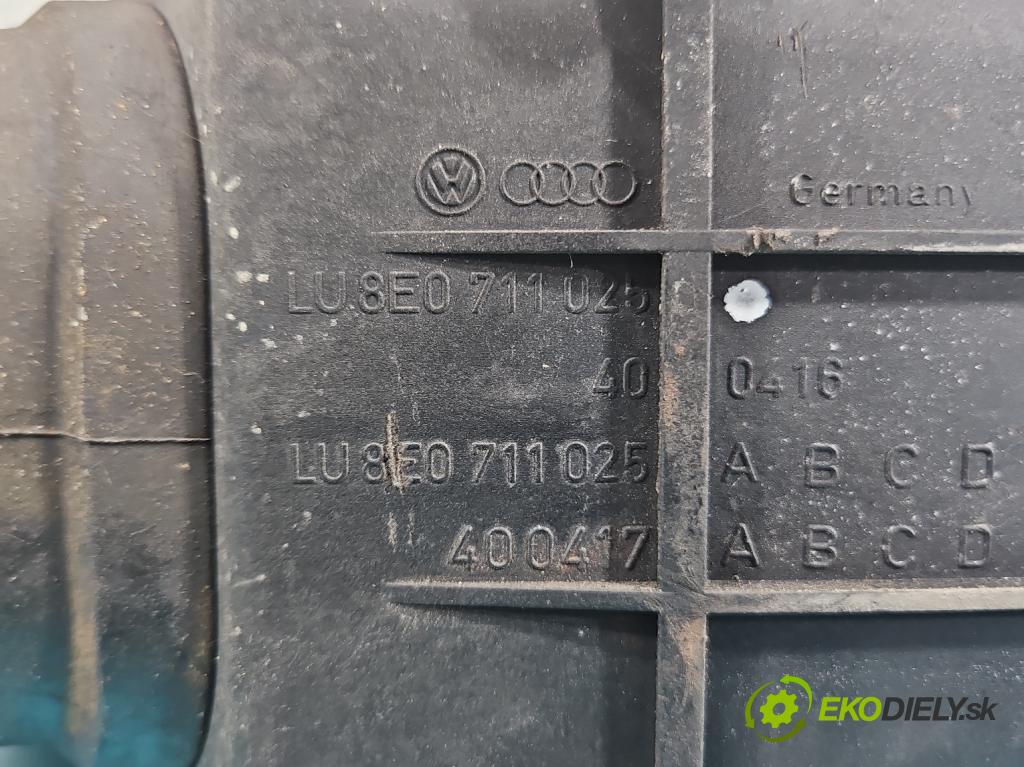 Germany
LU 8E0 711 025
40 0416
LU 8E0 711 025 A B C D
400417 A B C D
EKODIELY.sk